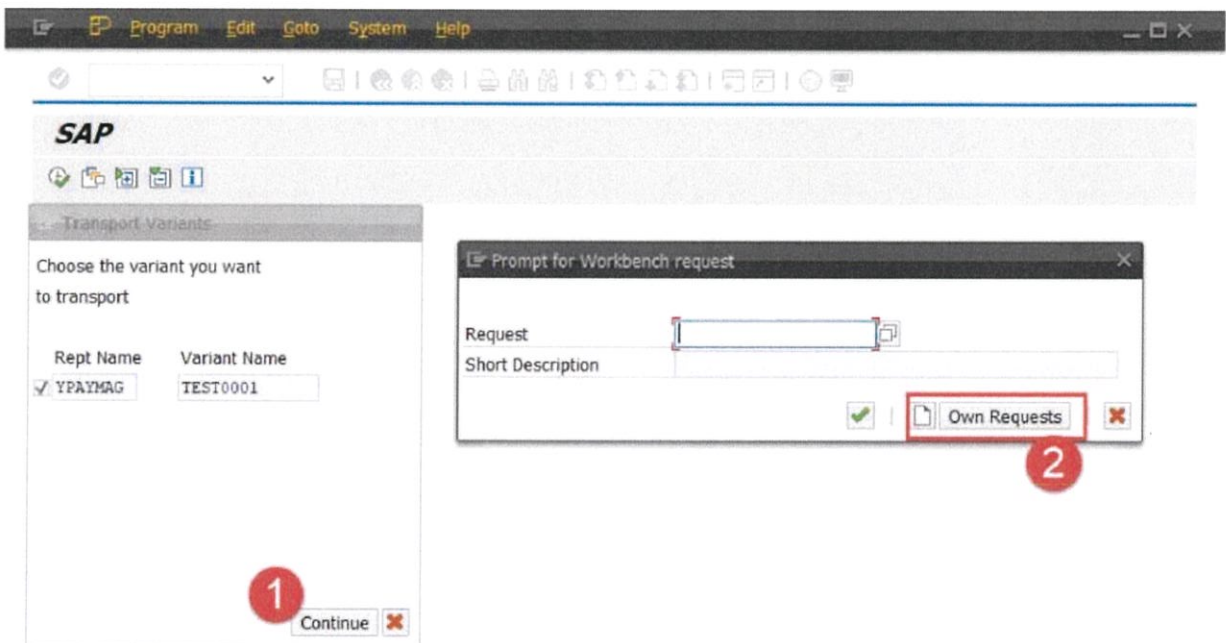 Program Edit Goto System Help
SAP
Transport Variants
Choose the variant you want
to transport
Rept Name Variant Name
YPAYMAG TEST0001
1
Continue
Prompt for Workbench request
Request
Short Description
Own Requests
2